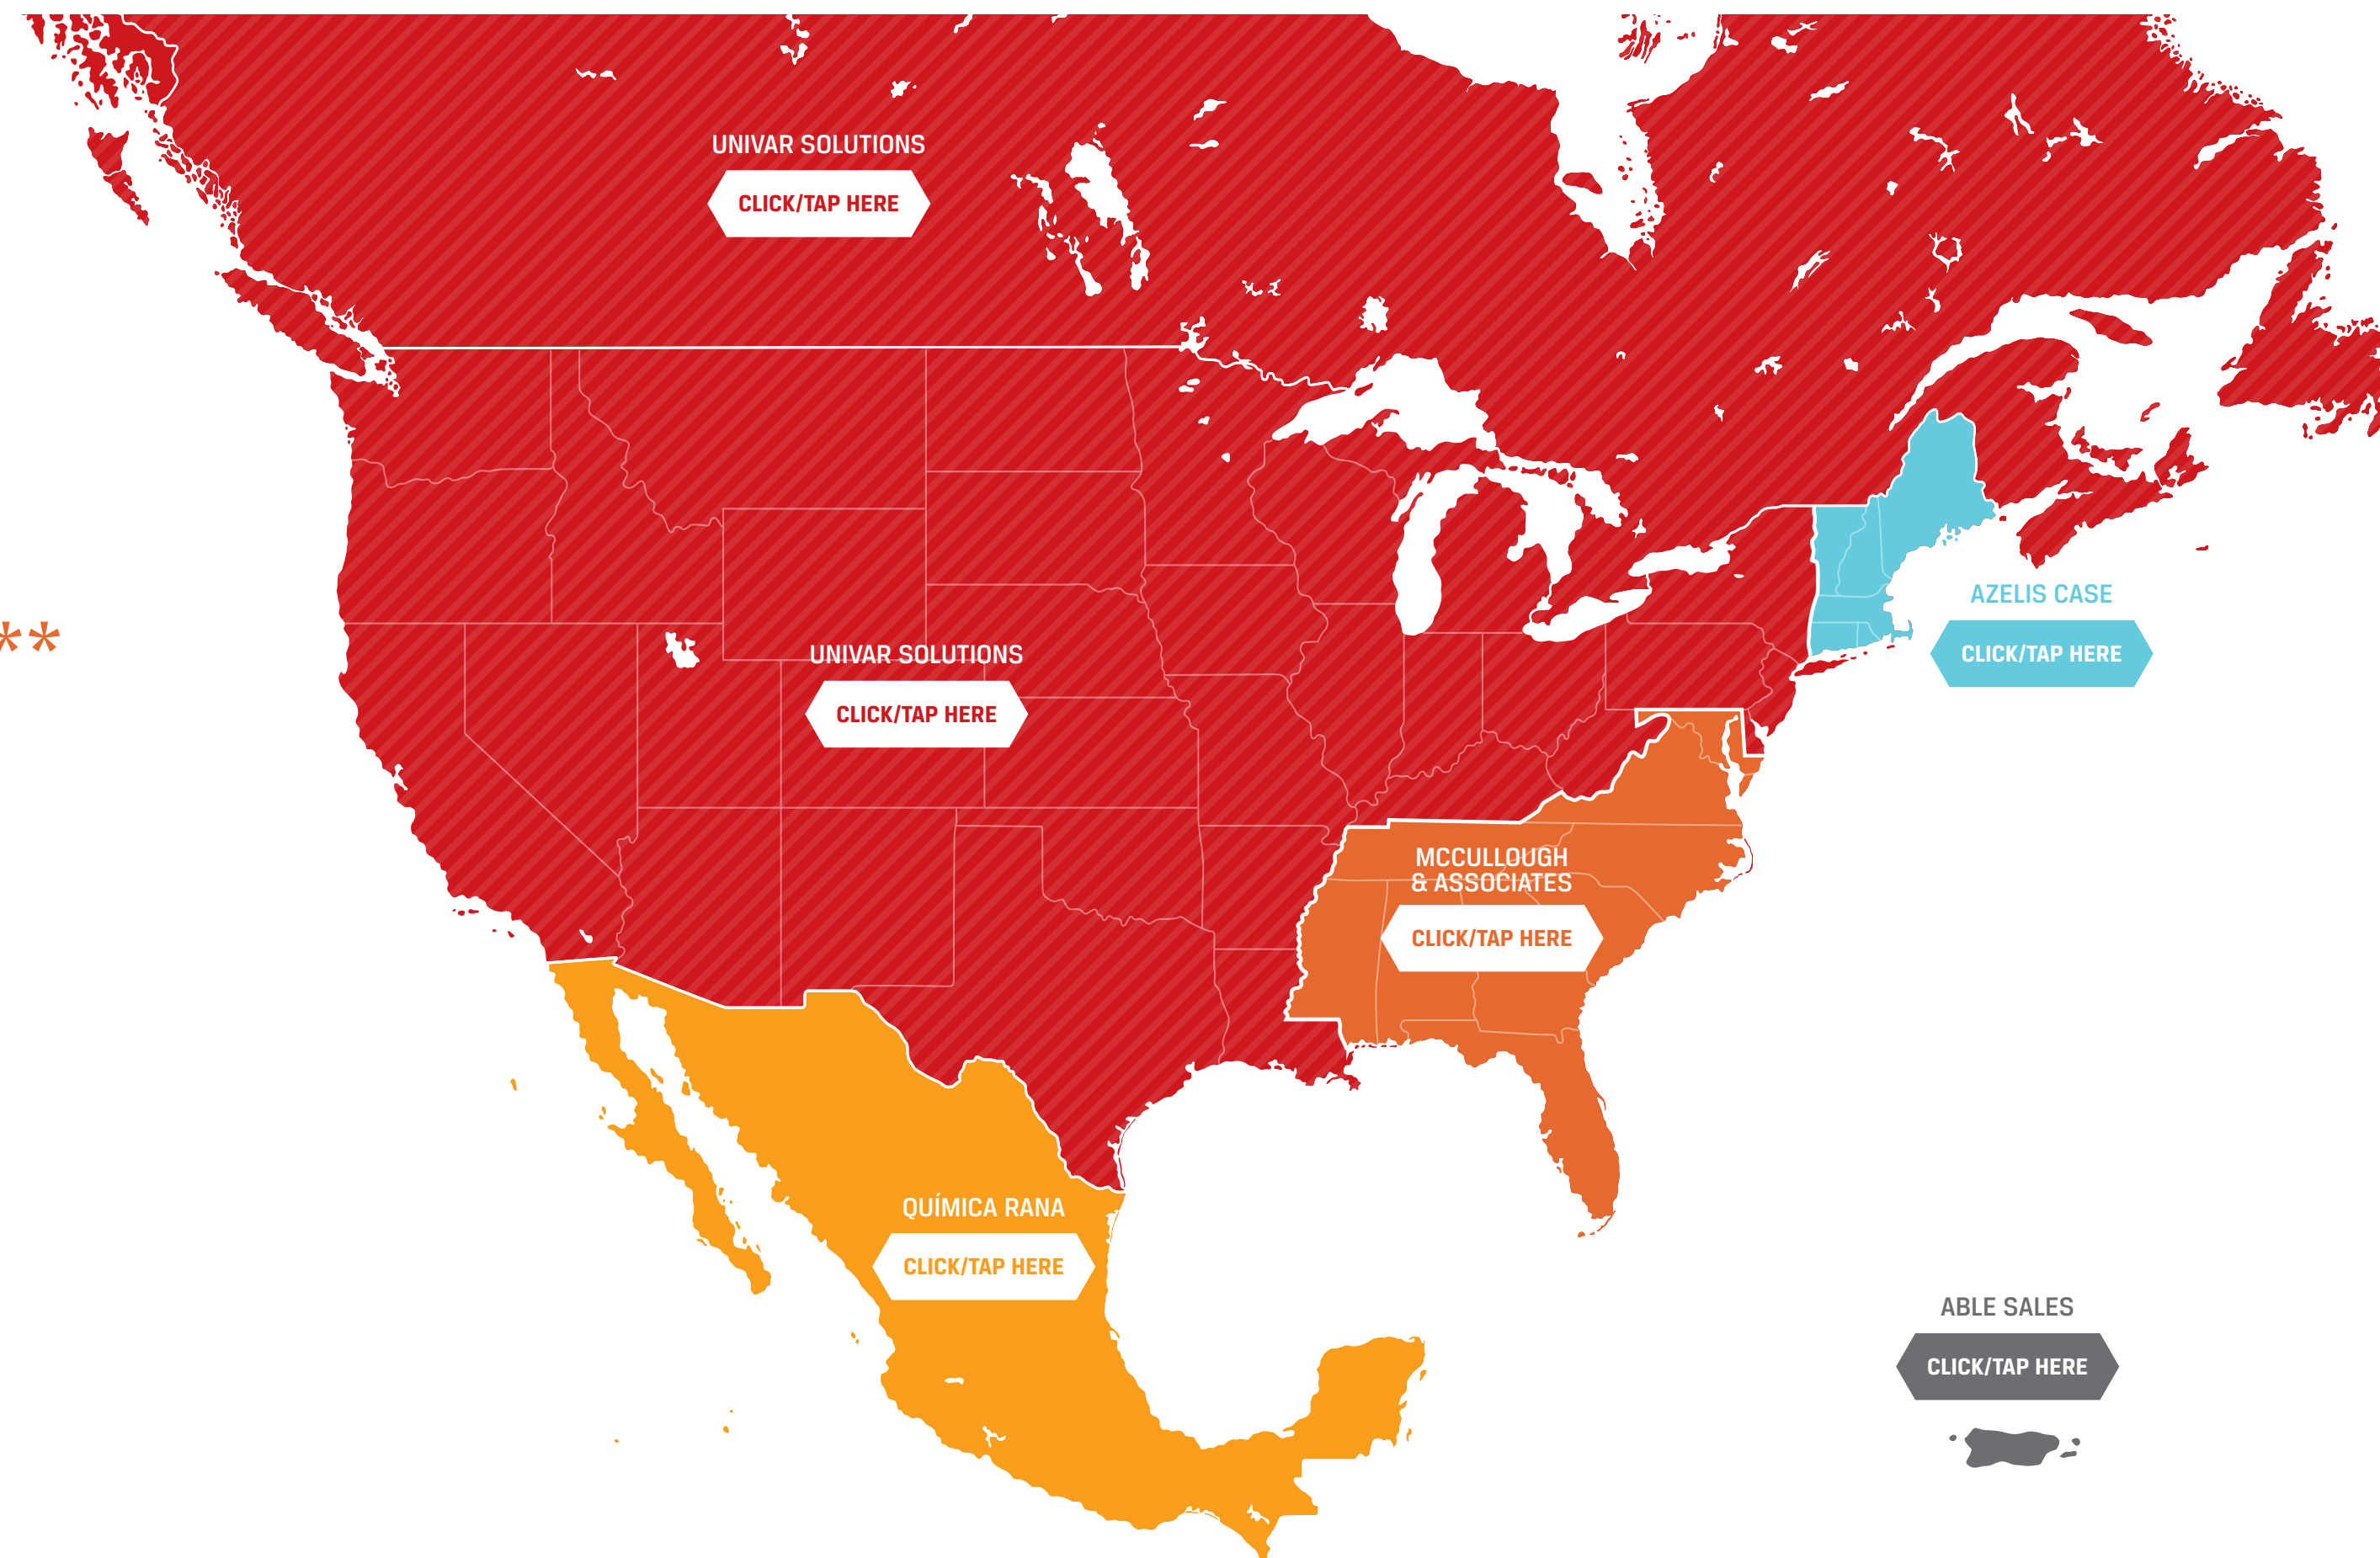 UNIVAR SOLUTIONS
CLICK/TAP HERE
AZELIS CASE
CLICK/TAP HERE
**
UNIVAR SOLUTIONS
CLICK/TAP HERE
MCCULLOUGH
& ASSOCIATES
CLICK/TAP HERE
QUÍMICA RANA
CLICK/TAP HERE
ABLE SALES
CLICK/TAP HERE